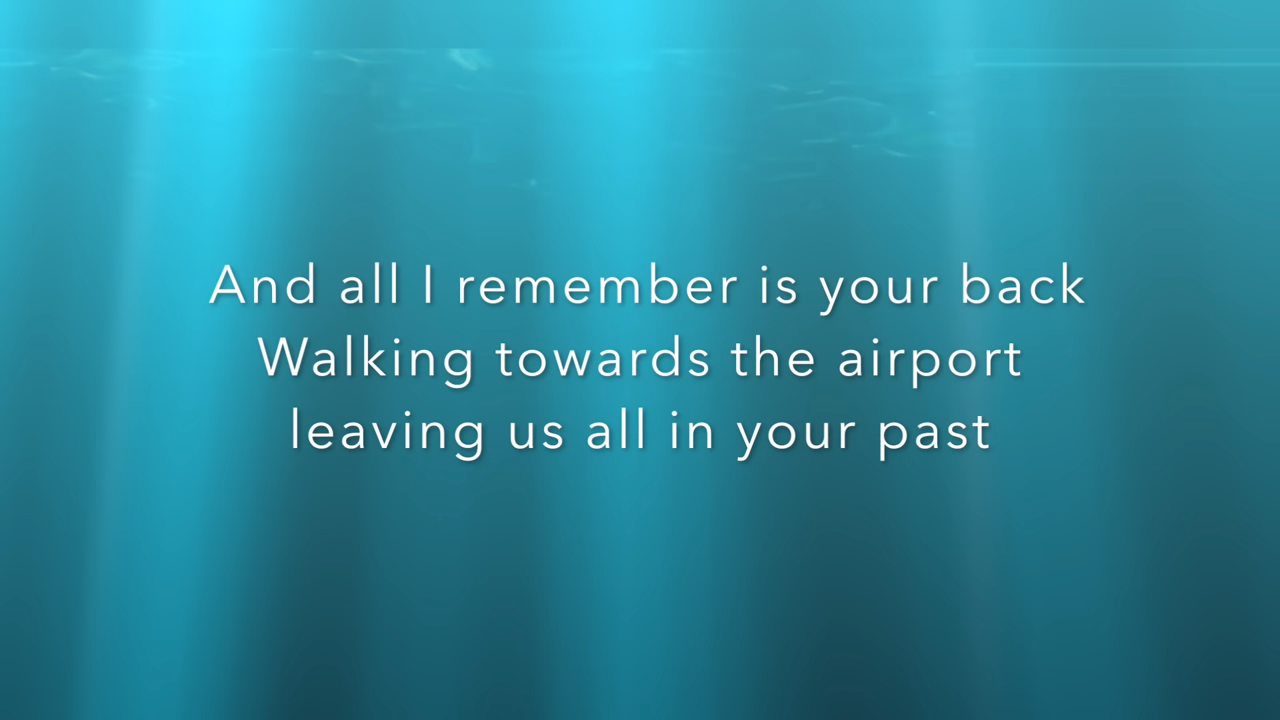 And all I remember is your back
Walking towards the airport
leaving us all in your past